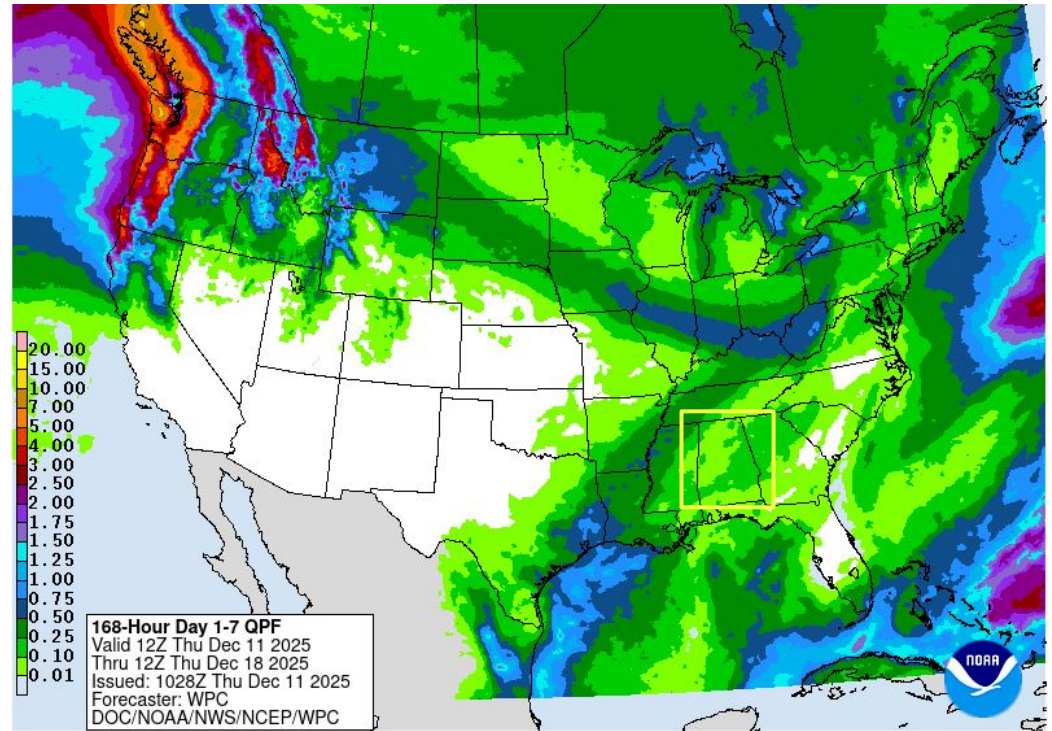 20.00
15.00
10.00
7.00
5.00
4.00
3.00
2.50
2.00
1.75
1.50
1.25
1.00
0.75
0.50
0.25
0.10
0.01
168-Hour Day 1-7 QPF
Valid 12Z Thu Dec 11 2025
Thru 12Z Thu Dec 18 2025
Issued: 1028Z Thu Dec 11 2025
Forecaster: WPC
DOC/NOAA/NWS/NCEP/WPC
NOAA